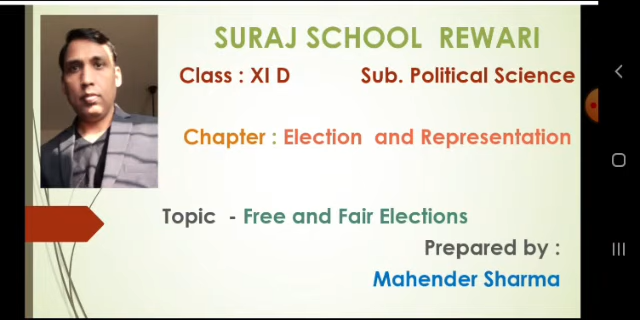 SURAJ SCHOOL REWARI
Class : XI D Sub. Political Science
Chapter : Election and Representation
Topic - Free and Fair Elections
Prepared by :
Mahender Sharma